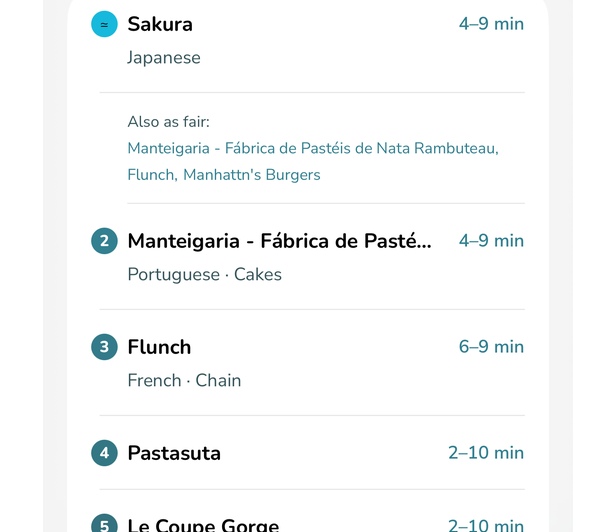 ≃ Sakura 4–9 min
Japanese
Also as fair:
Manteigaria - Fábrica de Pastéis de Nata Rambuteau,
Flunch, Manhattn's Burgers
2 Manteigaria - Fábrica de Pasté... 4–9 min
Portuguese · Cakes
3 Flunch 6–9 min
French · Chain
4 Pastasuta 2–10 min
5 Le Coupe Gorge 2–10 min